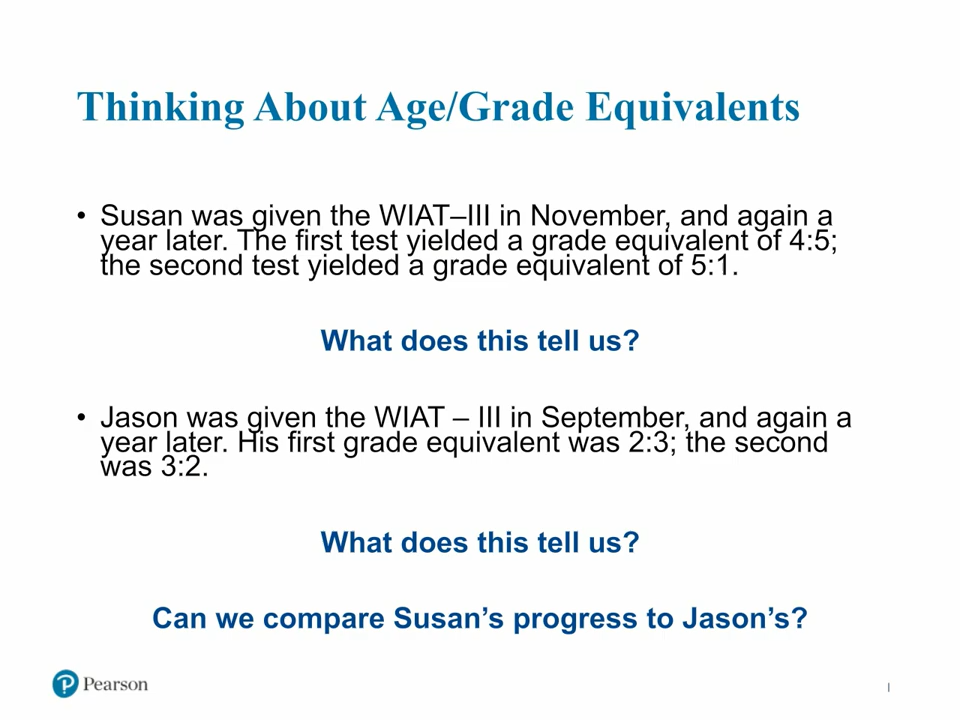 Thinking About Age/Grade Equivalents
• Susan was given the WIAT–III in November, and again a
year later. The first test yielded a grade equivalent of 4:5;
the second test yielded a grade equivalent of 5:1.
What does this tell us?
• Jason was given the WIAT – III in September, and again a
year later. His first grade equivalent was 2:3; the second
was 3:2.
What does this tell us?
Can we compare Susan’s progress to Jason’s?
P Pearson
l